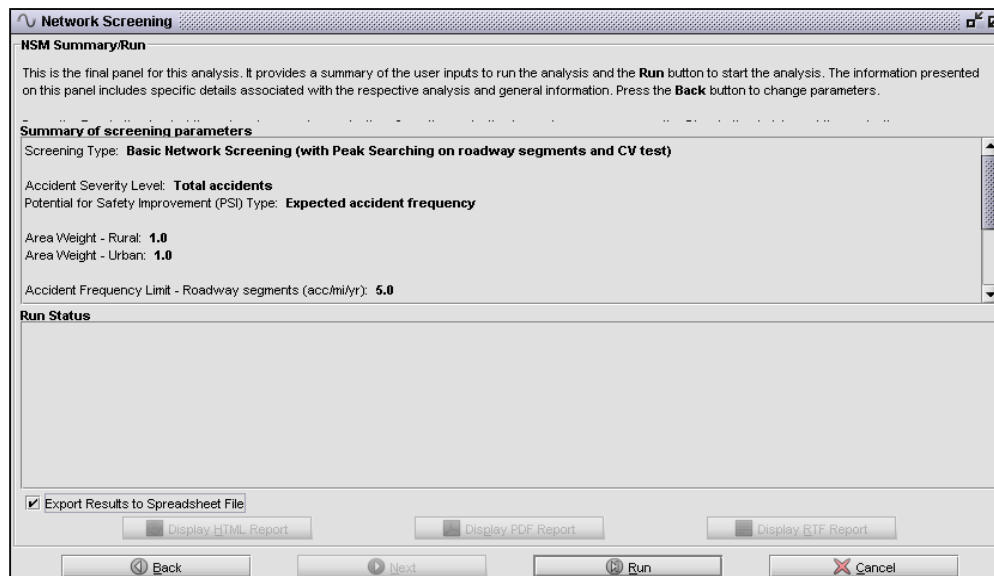 Network Screening
NSM Summary/Run
This is the final panel for this analysis. It provides a summary of the user inputs to run the analysis and the Run button to start the analysis. The information presented
on this panel includes specific details associated with the respective analysis and general information. Press the Back button to change parameters.
Summary of screening parameters
Screening Type: Basic Network Screening (with Peak Searching on roadway segments and CV test)
Accident Severity Level: Total accidents
Potential for Safety Improvement (PSI) Type: Expected accident frequency
Area Weight - Rural: 1.0
Area Weight - Urban: 1.0
Accident Frequency Limit - Roadway segments (acc/mi/yr): 5.0
Run Status
Export Results to Spreadsheet File
Display HTML Report Display PDF Report Display RTF Report
Back Next Run Cancel